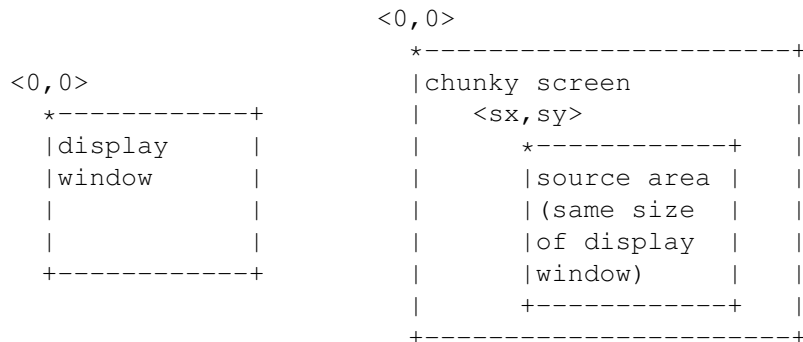 <0,0>
*-----------------------+
<0,0> |chunky screen |
*------------+ | <sx,sy> |
|display | | *------------+ |
|window | | |source area | |
| | | |(same size | |
| | | |of display | |
+------------+ | |window) | |
| +------------+ |
+-----------------------+